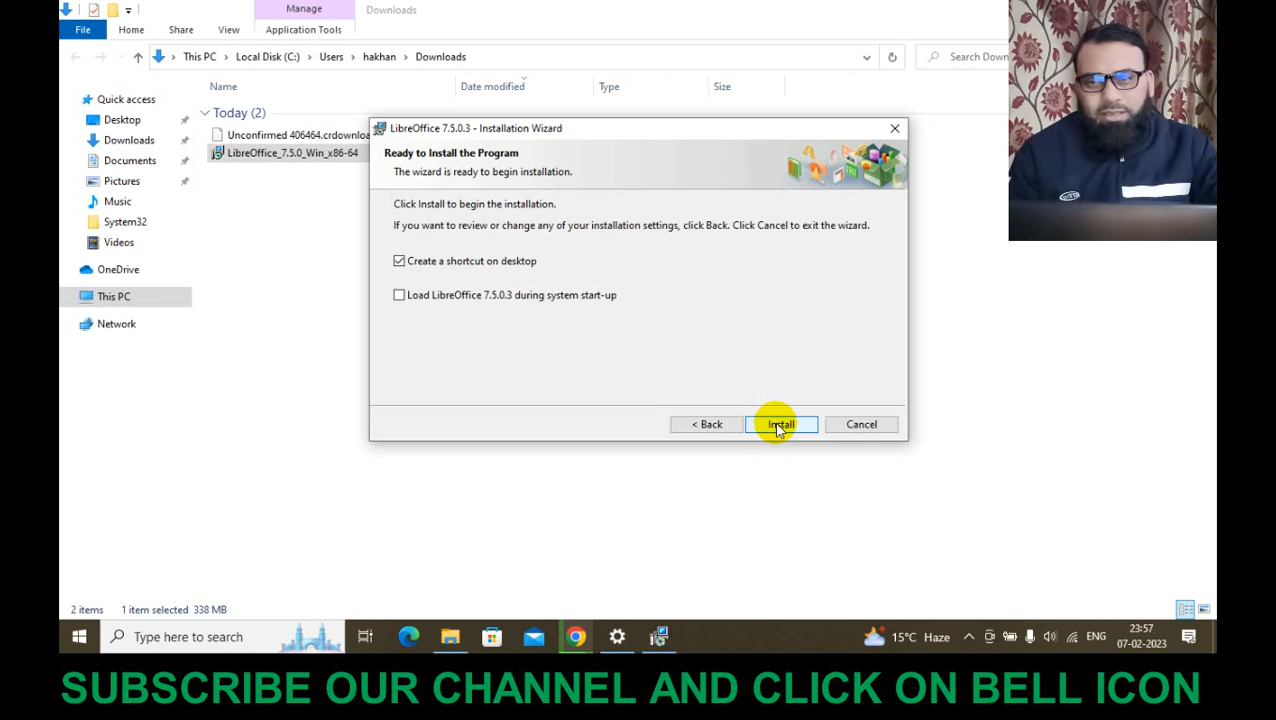 Manage
Downloads
File
Home
Share
View
Application Tools
This PC
Local Disk (C:)
Users
hakhan
Downloads
Search Down
Name
Date modified
Type
Size
Quick access
Desktop
Downloads
Documents
Pictures
Music
System32
Videos
OneDrive
This PC
Network
Today (2)
Unconfirmed 406464.crdownloa
LibreOffice_7.5.0_Win_x86-64
LibreOffice 7.5.0.3 - Installation Wizard
Ready to Install the Program
The wizard is ready to begin installation.
Click Install to begin the installation.
If you want to review or change any of your installation settings, click Back. Click Cancel to exit the wizard.
Create a shortcut on desktop
Load LibreOffice 7.5.0.3 during system start-up
< Back
Install
Cancel
2 items
1 item selected 338 MB
Type here to search
15°C Haze
ENG
23:57
07-02-2023
SUBSCRIBE OUR CHANNEL AND CLICK ON BELL ICON